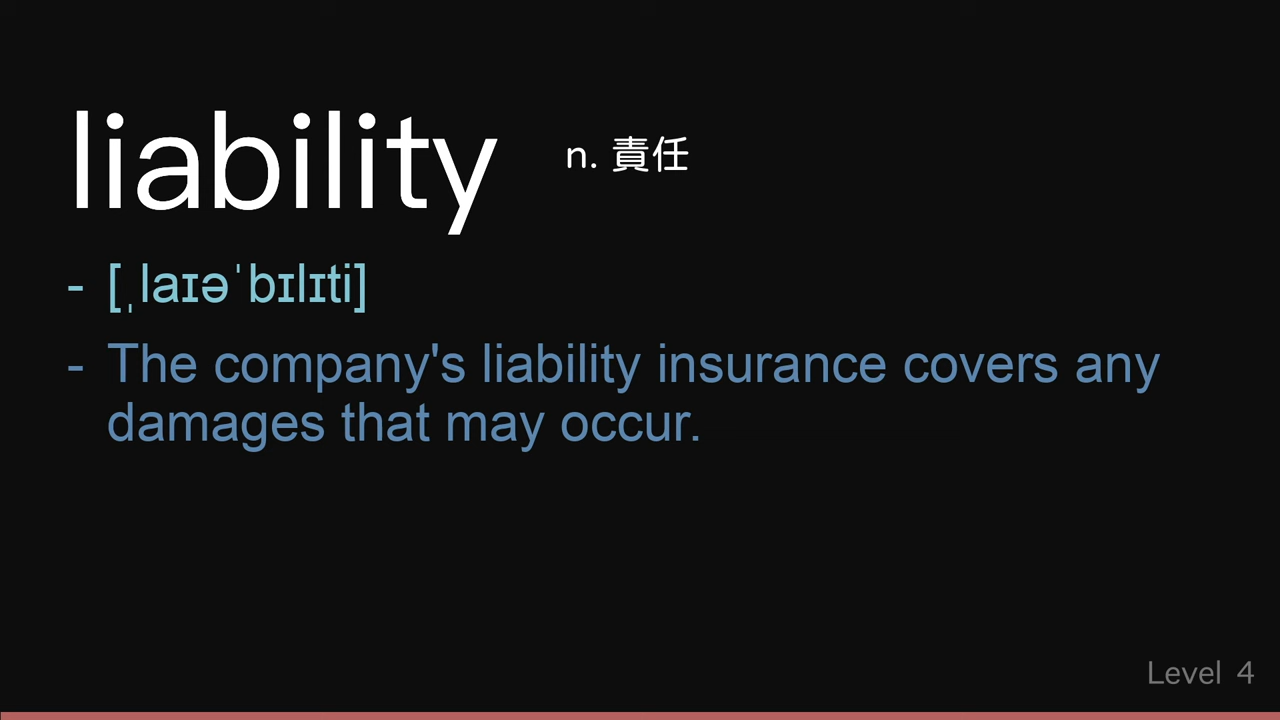 liability n. 責任
- [ˌlaɪəˈbɪlɪti]
- The company's liability insurance covers any
damages that may occur.
Level 4